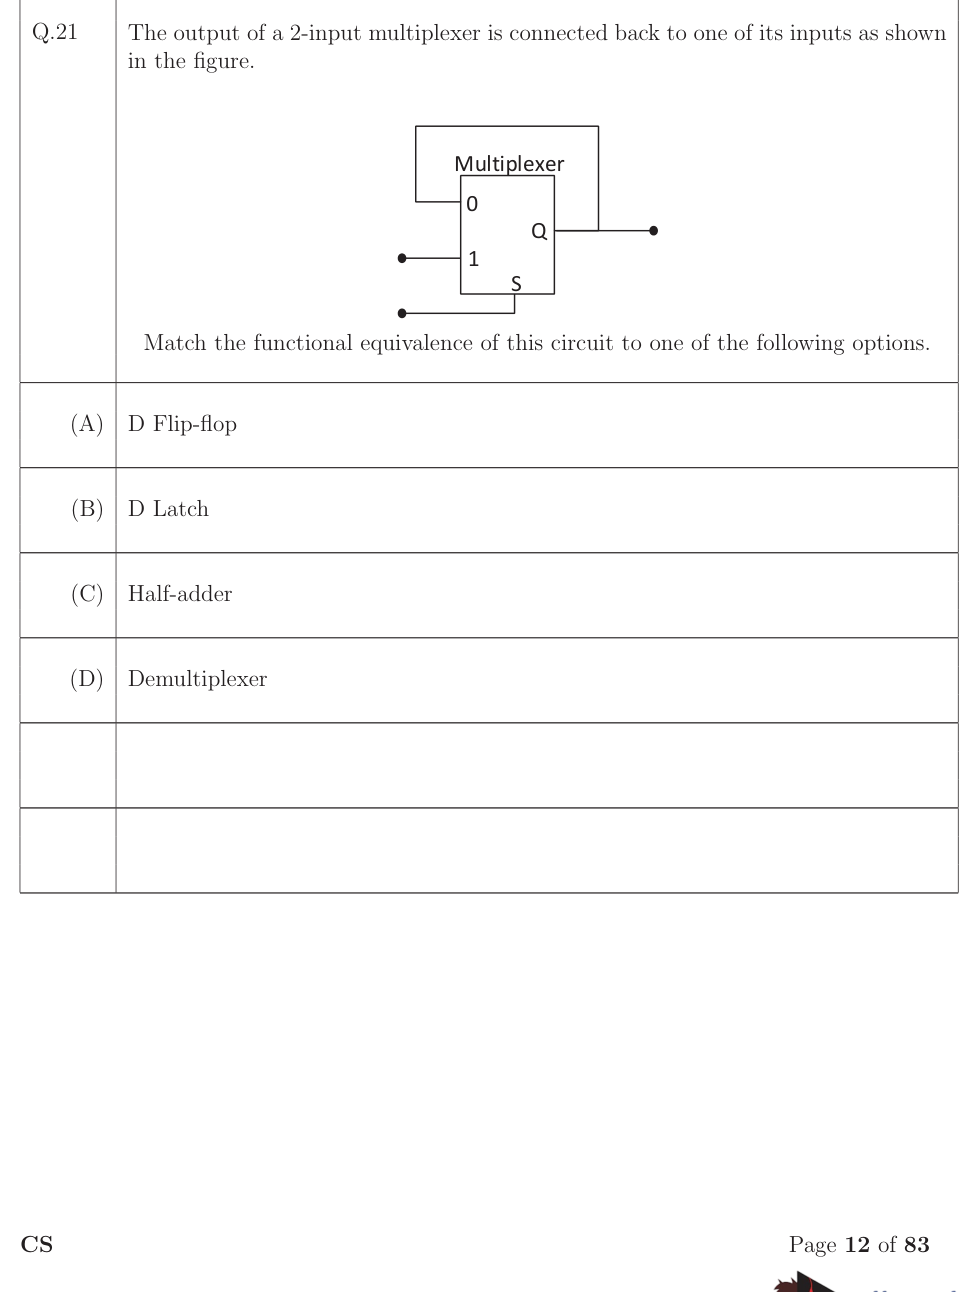 Q.21 The output of a 2-input multiplexer is connected back to one of its inputs as shown
in the figure.
Multiplexer
0
Q
1
S
Match the functional equivalence of this circuit to one of the following options.
(A) D Flip-flop
(B) D Latch
(C) Half-adder
(D) Demultiplexer
CS Page 12 of 83